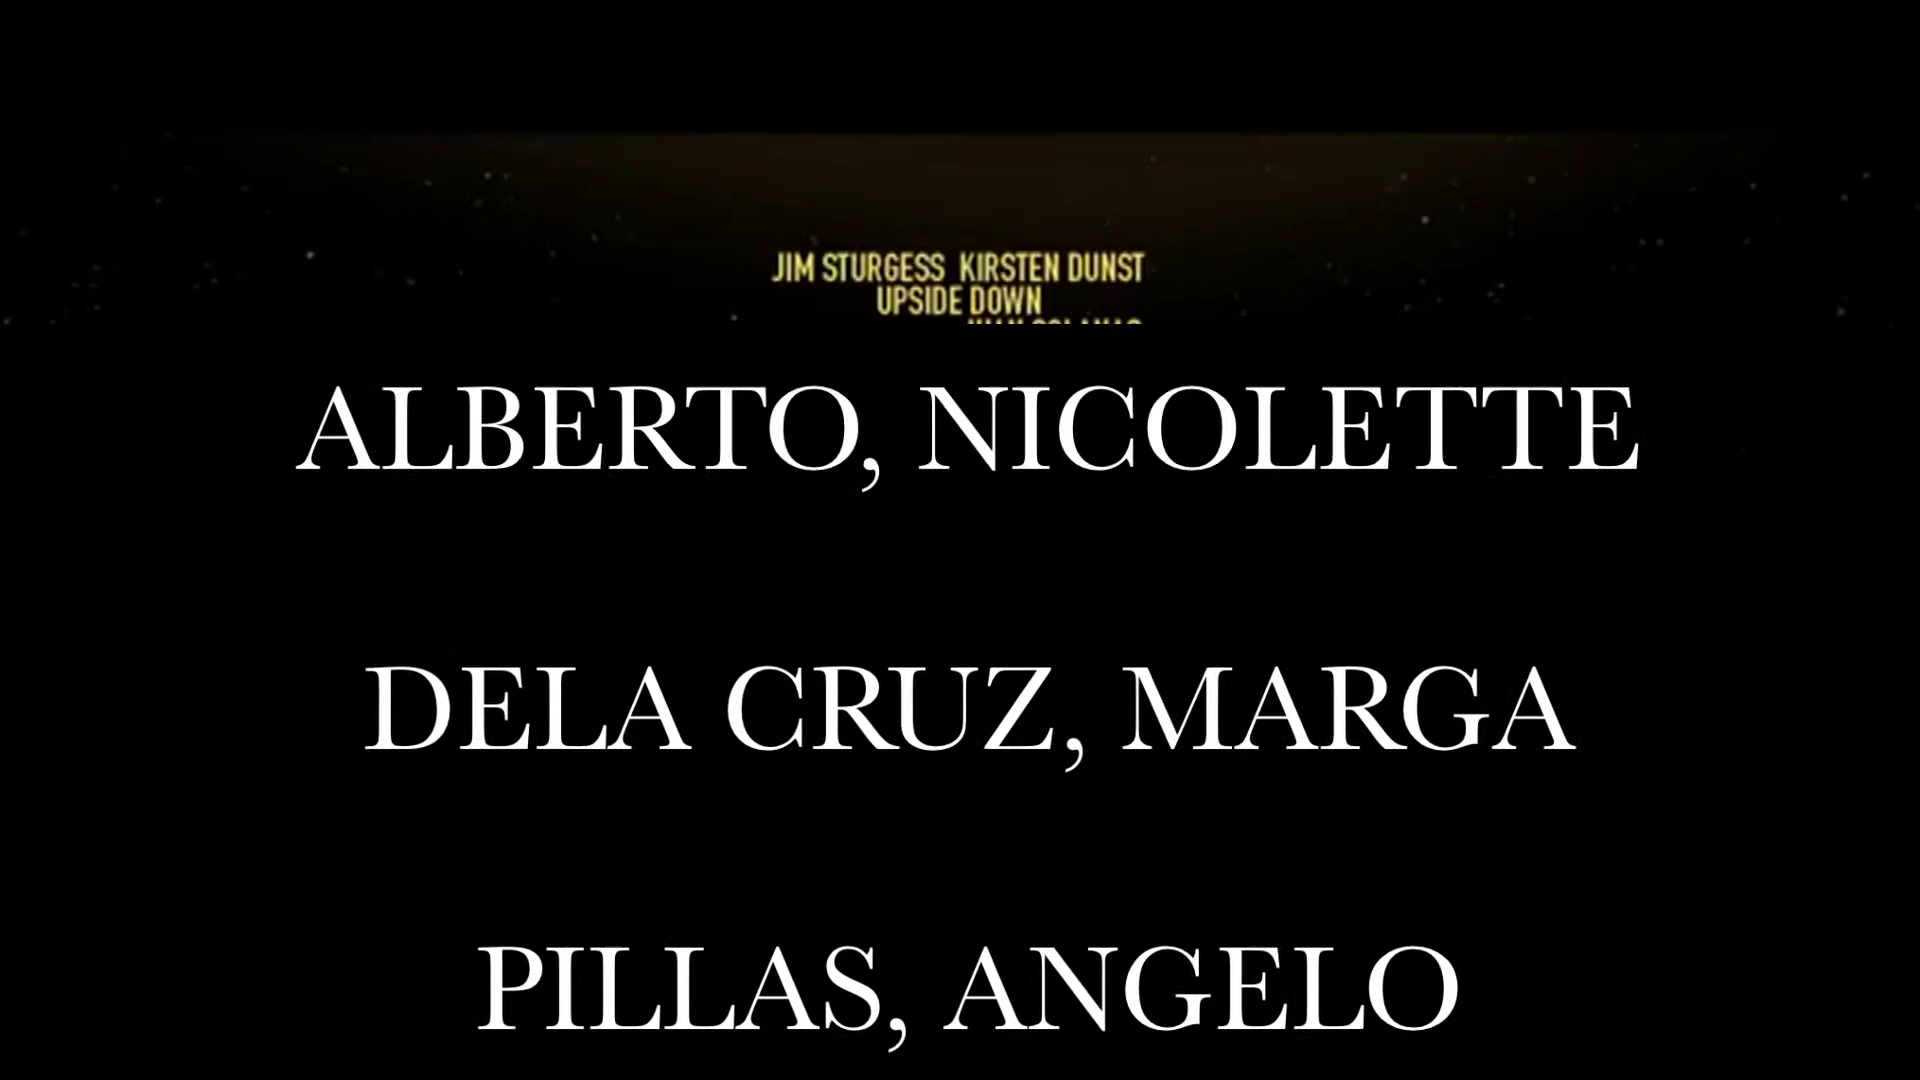 JIM STURGESS KIRSTEN DUNST
UPSIDE DOWN
ALBERTO, NICOLETTE
DELA CRUZ, MARGA
PILLAS, ANGELO